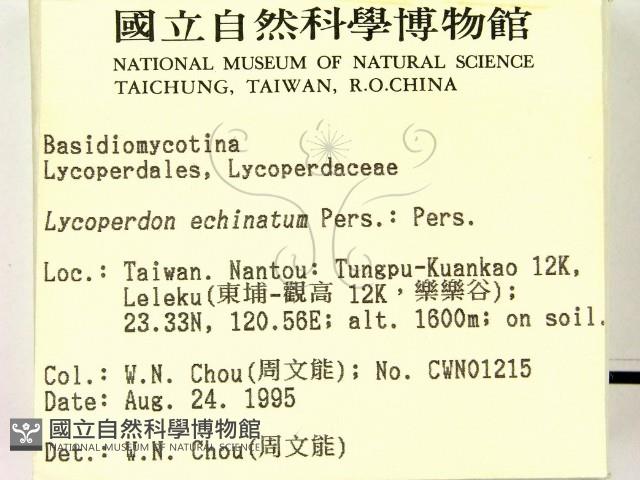 國立自然科學博物館
NATIONAL MUSEUM OF NATURAL SCIENCE
TAICHUNG, TAIWAN, R.O.CHINA
Basidiomycotina
Lycoperdales, Lycoperdaceae
Lycoperdon echinatum Pers.: Pers.
Loc.: Taiwan. Nantou: Tungpu-Kuankao 12K,
Leleku(東埔-觀高 12K，樂樂谷);
23.33N, 120.56E; alt. 1600m; on soil.
Col.: W.N. Chou(周文能); No. CWN01215
Date: Aug. 24. 1995
國立自然科學博物館
NATIONAL MUSEUM OF NATURAL SCIENCE
Det.: W.N. Chou(周文能)